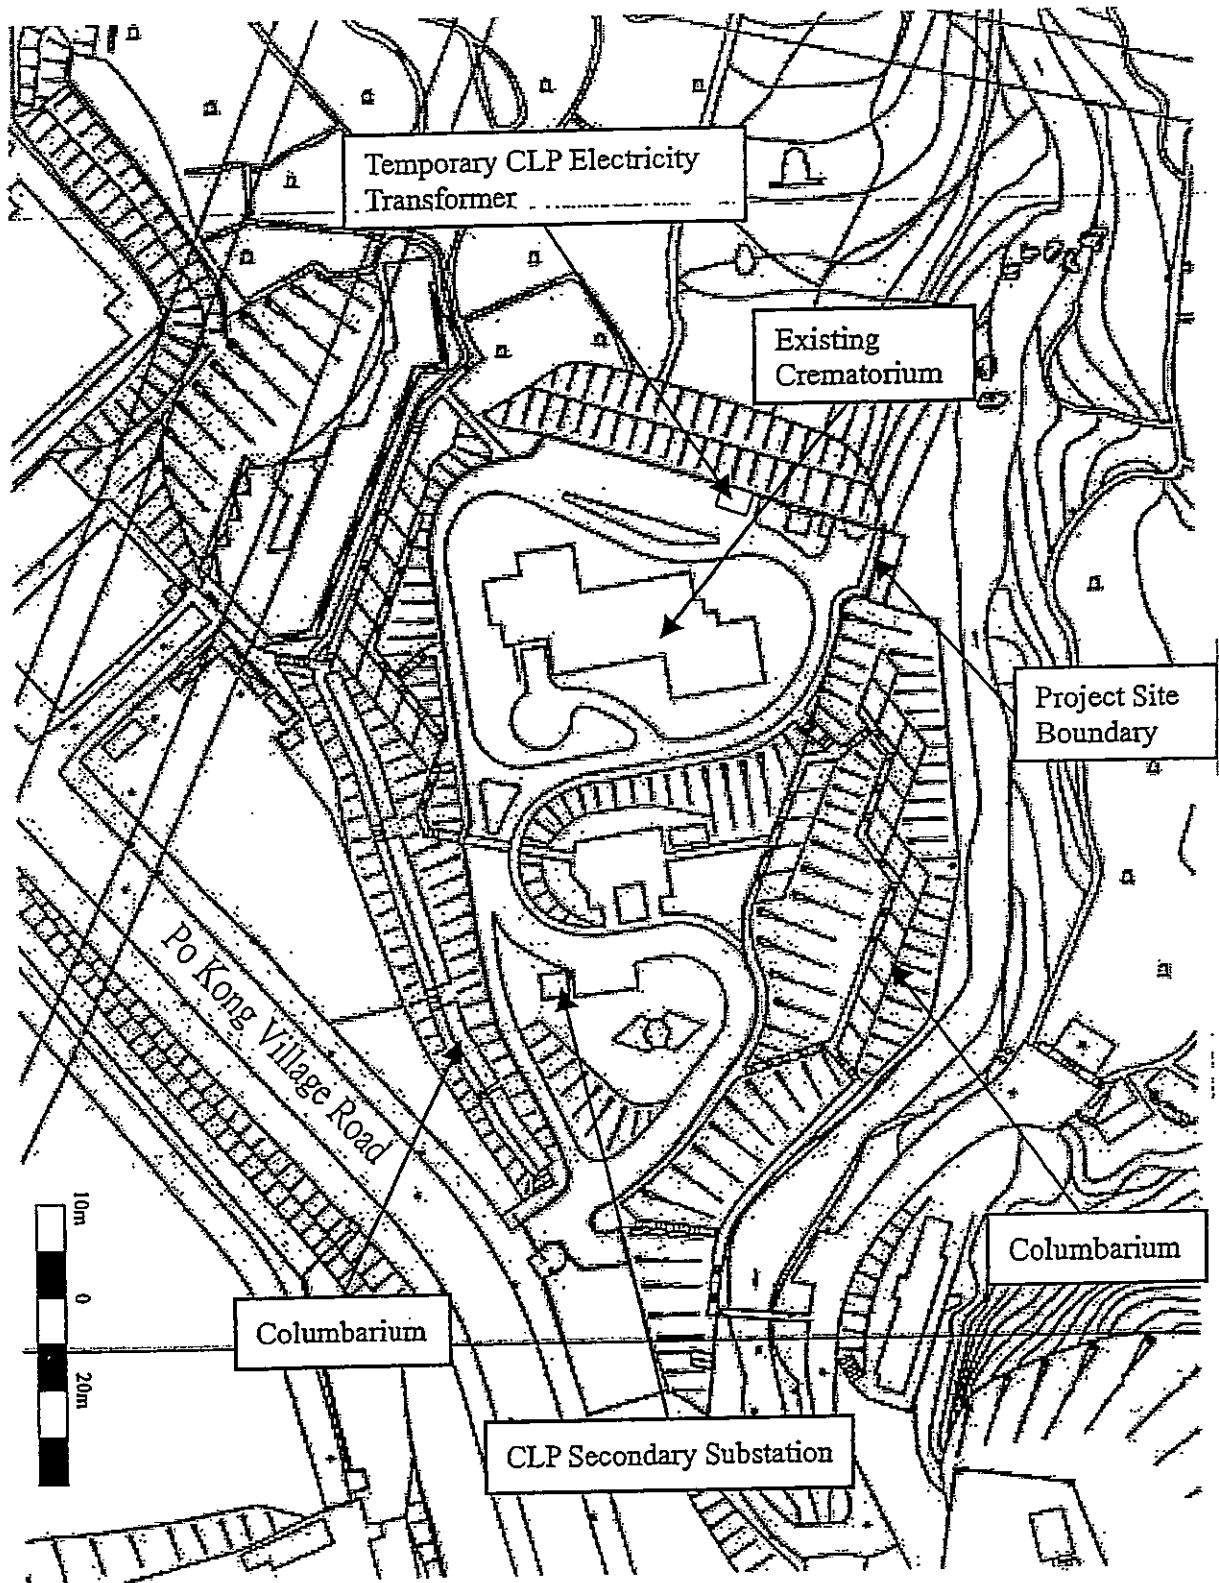 Temporary CLP Electricity
Transformer
Existing
Crematorium
Project Site
Boundary
Po Kong Village Road
Columbarium
Columbarium
CLP Secondary Substation
10m
0
20m